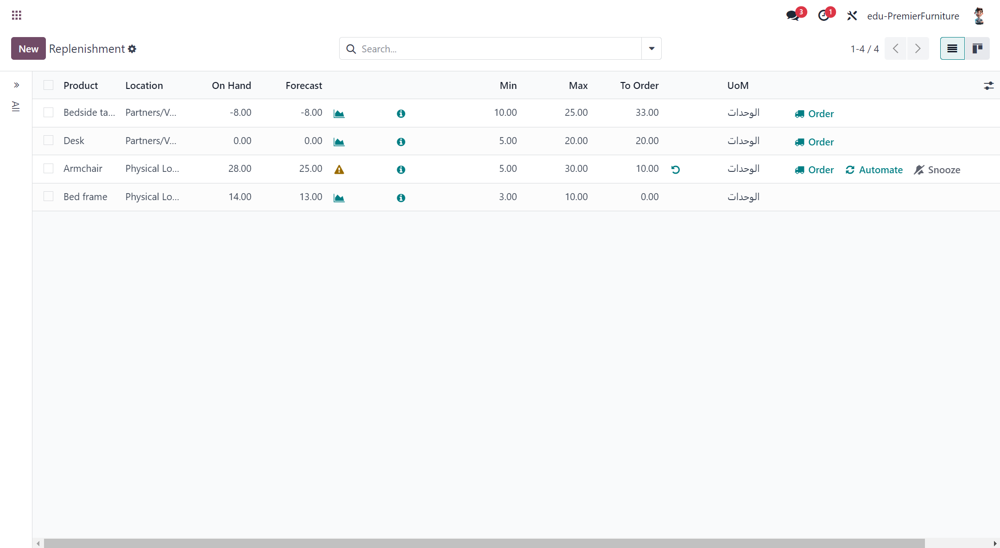 3
1
edu-PremierFurniture
New Replenishment
Search...
1-4 / 4
All
Product Location On Hand Forecast Min Max To Order UoM
Bedside ta... Partners/V... -8.00 -8.00 10.00 25.00 33.00 الوحدات Order
Desk Partners/V... 0.00 0.00 5.00 20.00 20.00 الوحدات Order
Armchair Physical Lo... 28.00 25.00 5.00 30.00 10.00 الوحدات Order Automate Snooze
Bed frame Physical Lo... 14.00 13.00 3.00 10.00 0.00 الوحدات